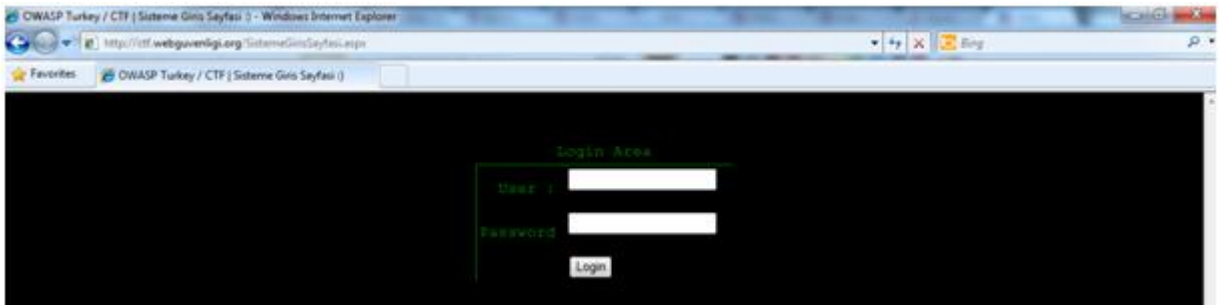 OWASP Turkey / CTF | Sisteme Giris Sayfasi :) - Windows Internet Explorer
http://ctf.webguvenligi.org/SistemeGirisSayfasi.aspx
Bing
Favorites
OWASP Turkey / CTF | Sisteme Giris Sayfasi :)
Login Area
User :
Password
Login